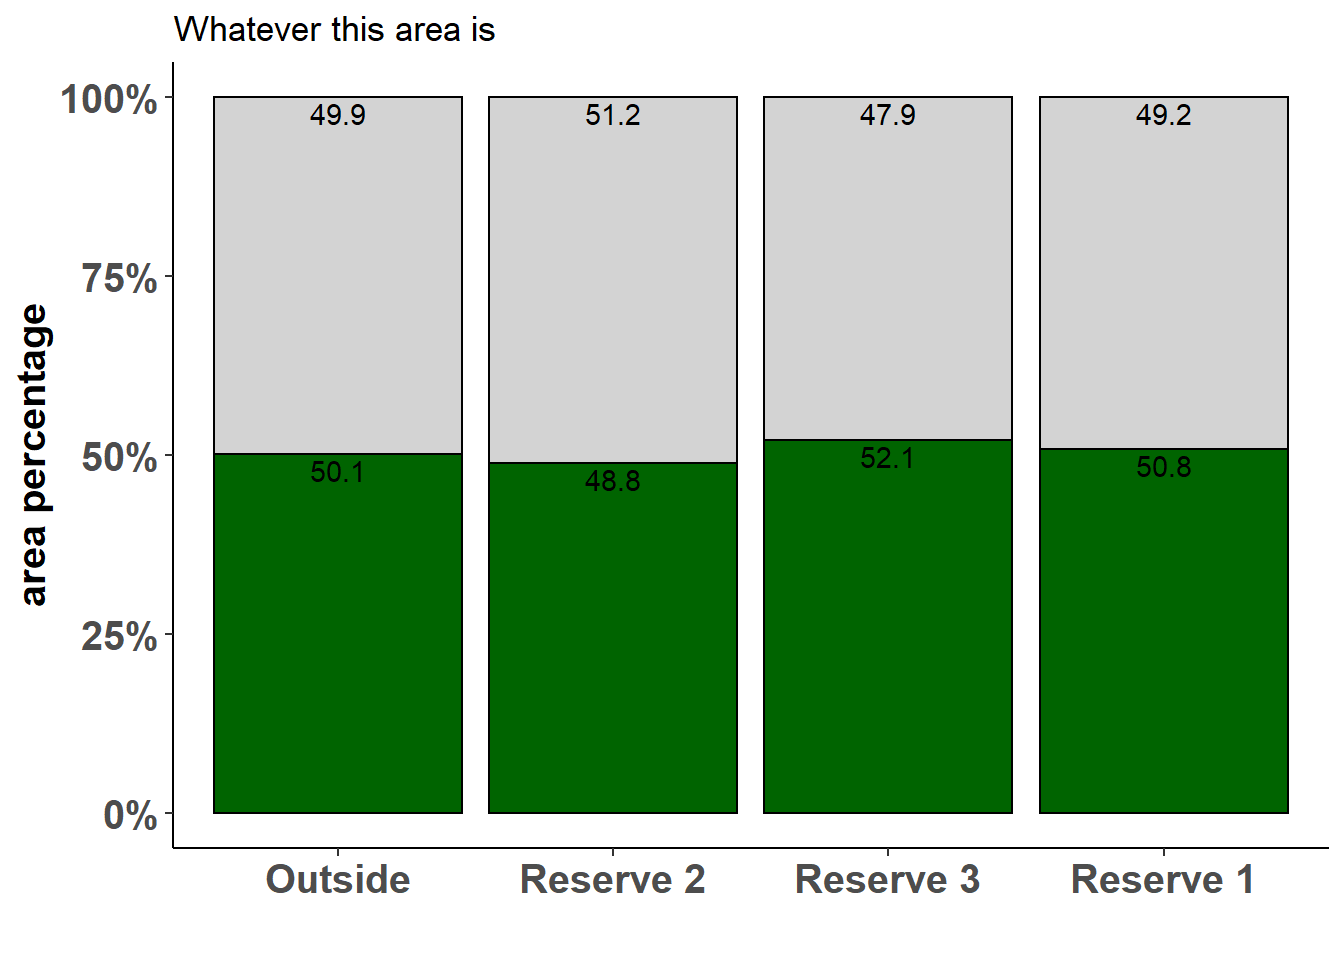 Whatever this area is
100%
75%
50%
25%
0%
area percentage
49.9
51.2
47.9
49.2
50.1
48.8
52.1
50.8
Outside
Reserve 2
Reserve 3
Reserve 1